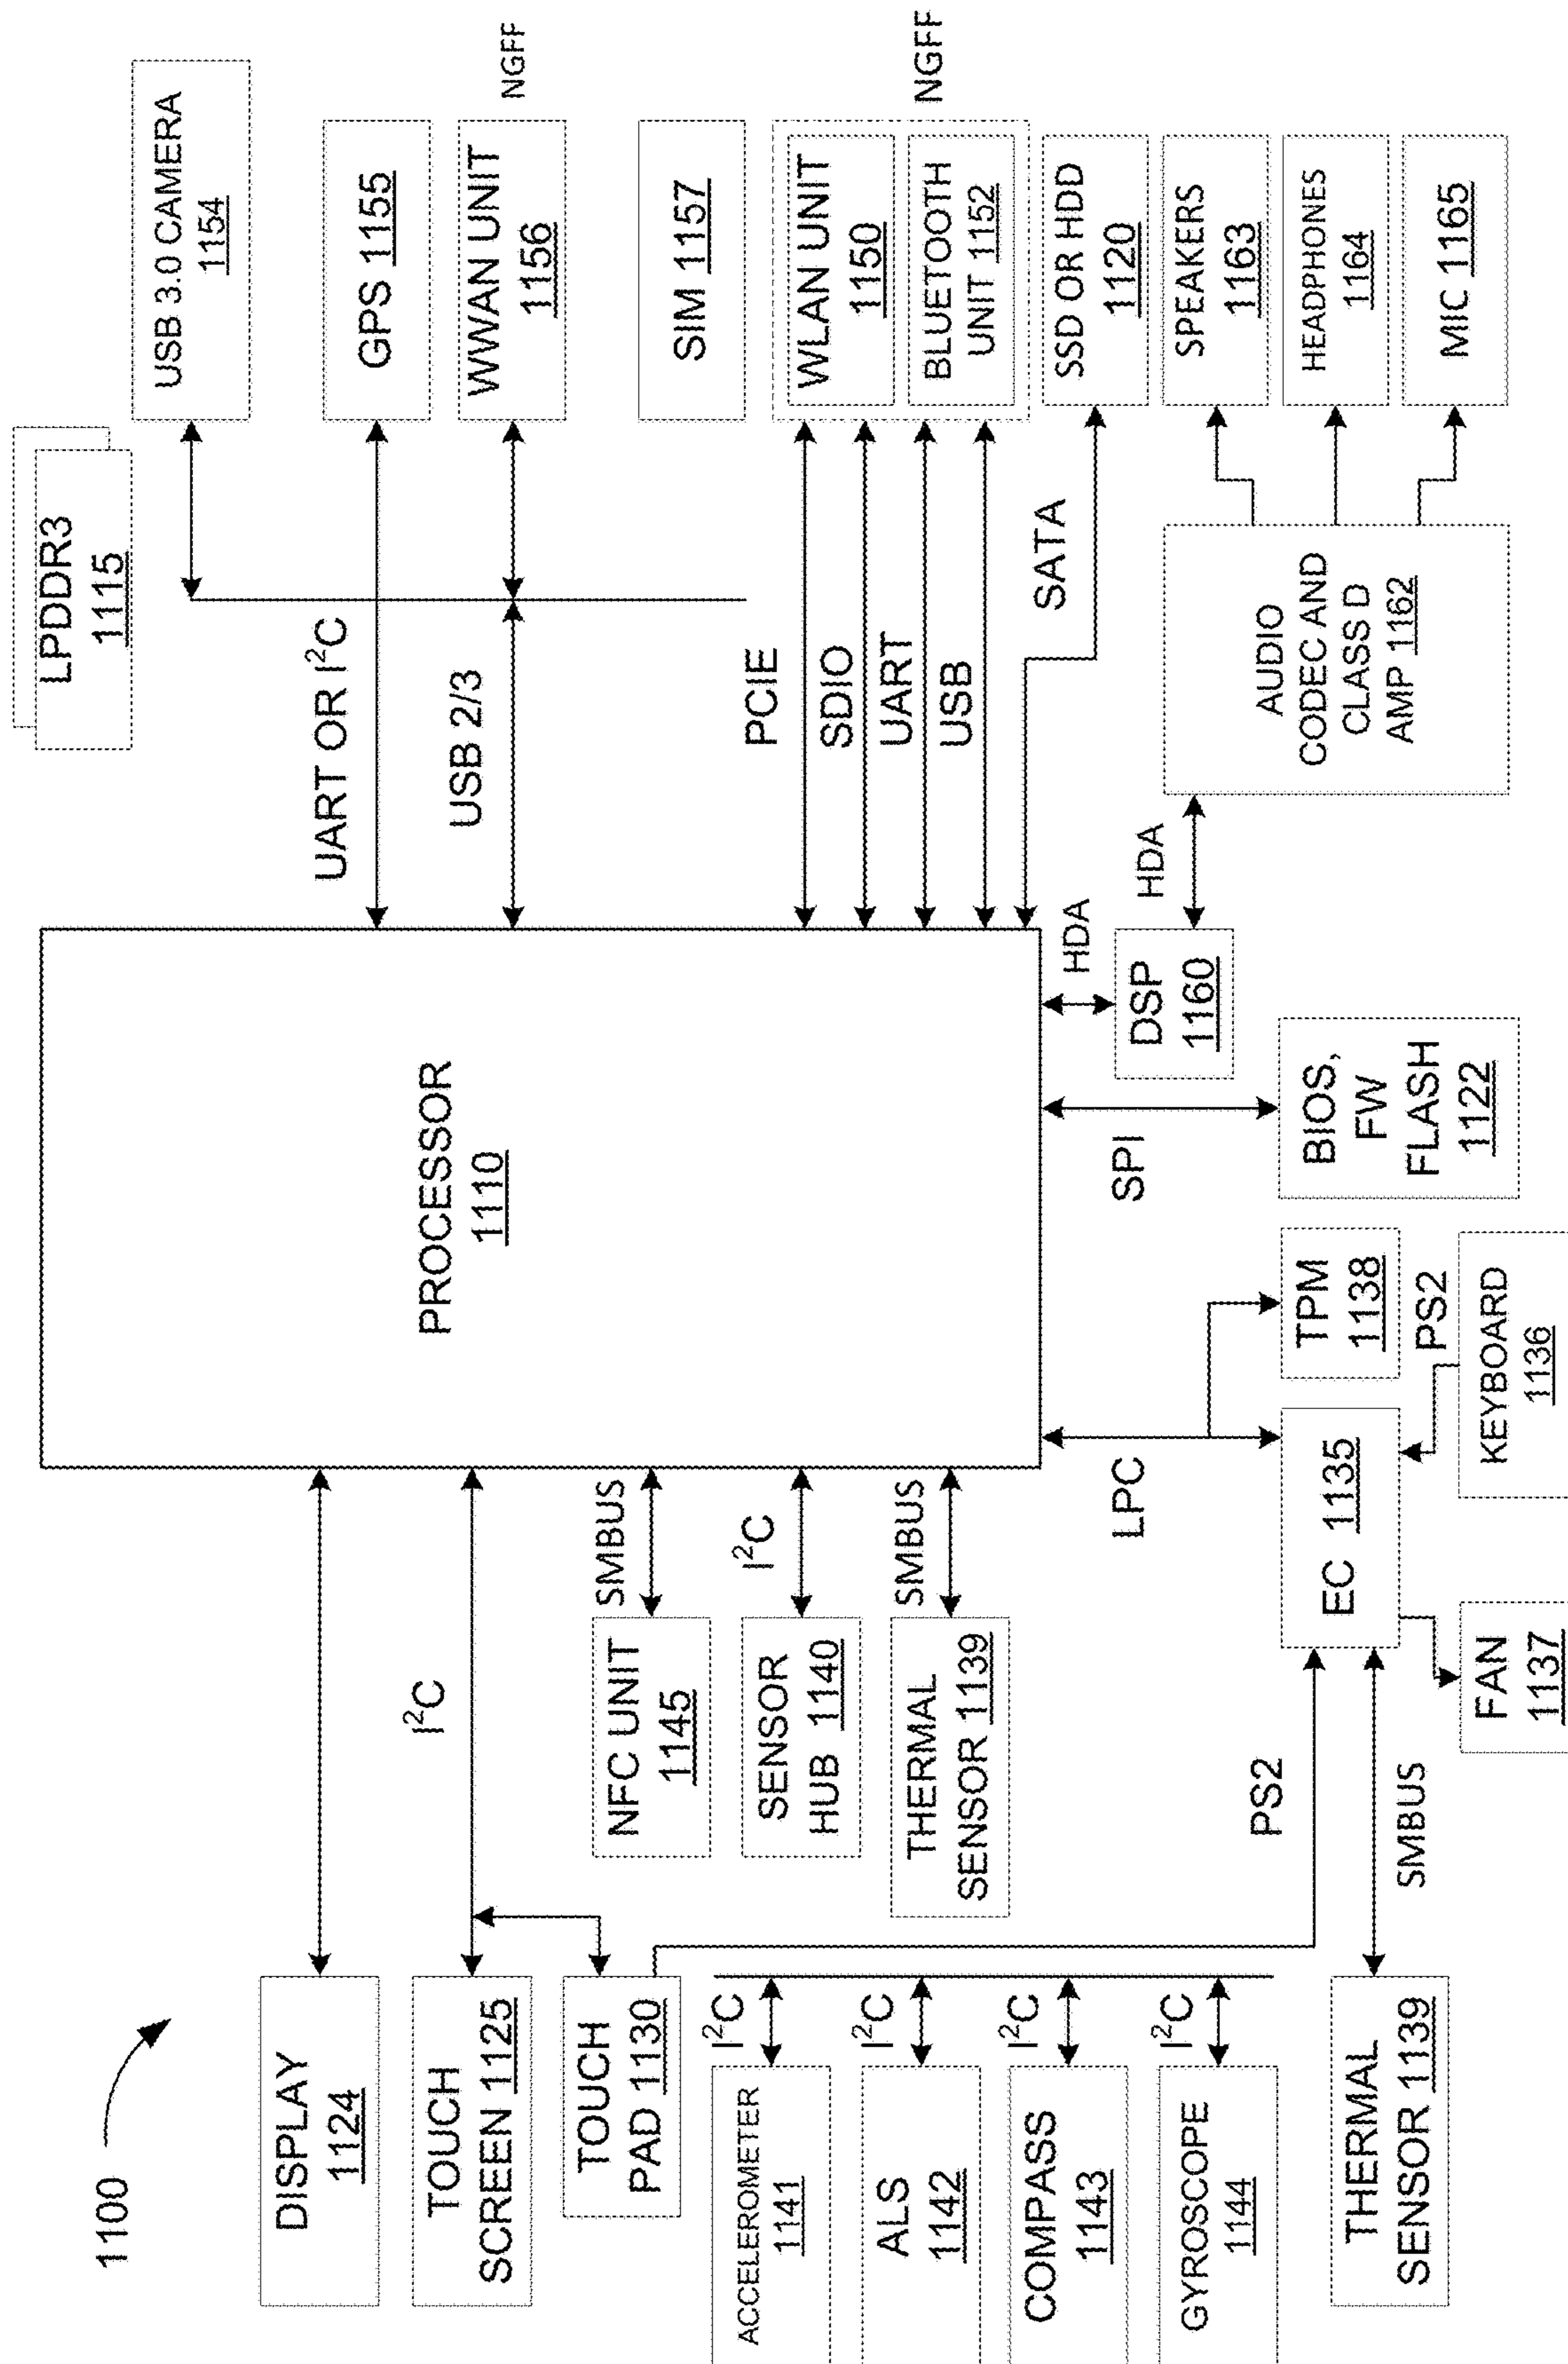 1100
DISPLAY
1124
TOUCH
SCREEN 1125
TOUCH
PAD 1130
ACCELEROMETER
1141
I²C
ALS
1142
I²C
COMPASS
1143
I²C
GYROSCOPE
1144
I²C
THERMAL
SENSOR 1139
I²C
NFC UNIT
1145
SMBUS
SENSOR
HUB 1140
I²C
THERMAL
SENSOR 1139
SMBUS
PS2
SMBUS
FAN
1137
EC 1135
LPC
KEYBOARD
1136
PS2
TPM
1138
PROCESSOR
1110
SPI
BIOS,
FW
FLASH
1122
DSP
1160
HDA
HDA
LPDDR3
1115
UART OR I²C
USB 2/3
PCIE
SDIO
UART
USB
SATA
AUDIO
CODEC AND
CLASS D
AMP 1162
USB 3.0 CAMERA
1154
GPS 1155
WWAN UNIT
1156
NGFF
SIM 1157
WLAN UNIT
1150
BLUETOOTH
UNIT 1152
NGFF
SSD OR HDD
1120
SPEAKERS
1163
HEADPHONES
1164
MIC 1165